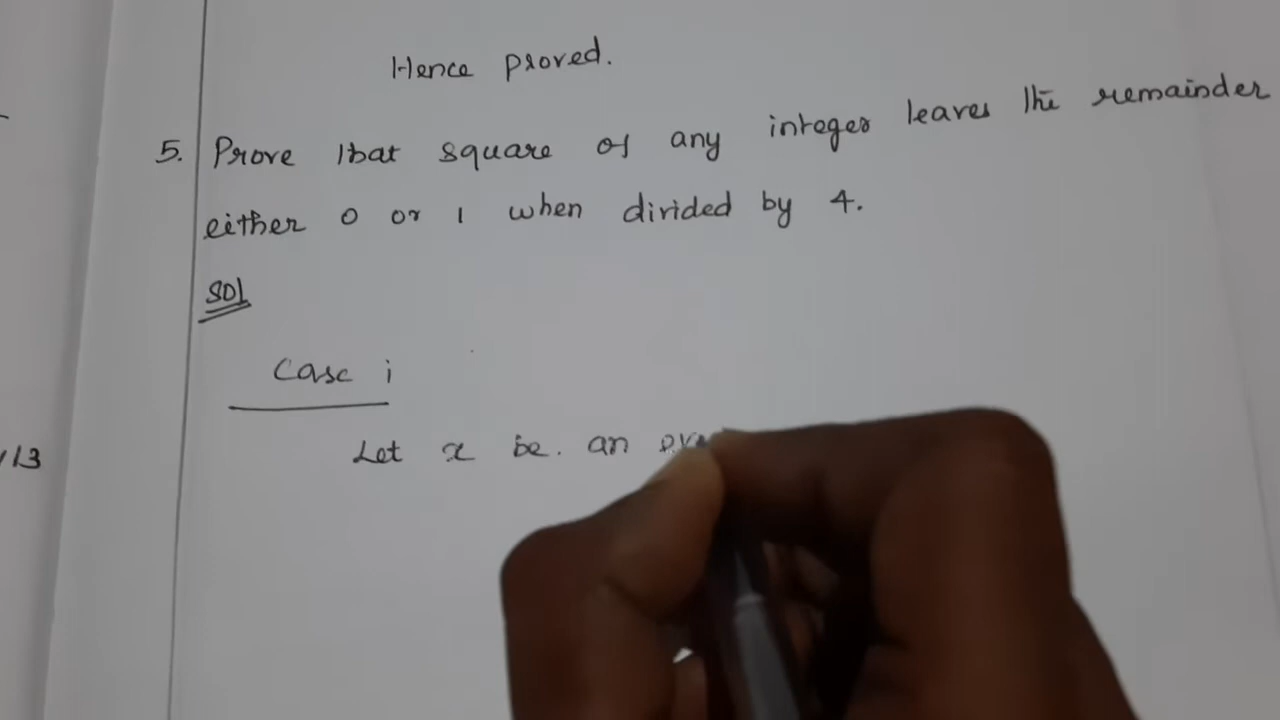 Hence proved.
5. Prove that square of any integer leaves the remainder
either 0 or 1 when divided by 4.
Sol
Case i
Let x be. an